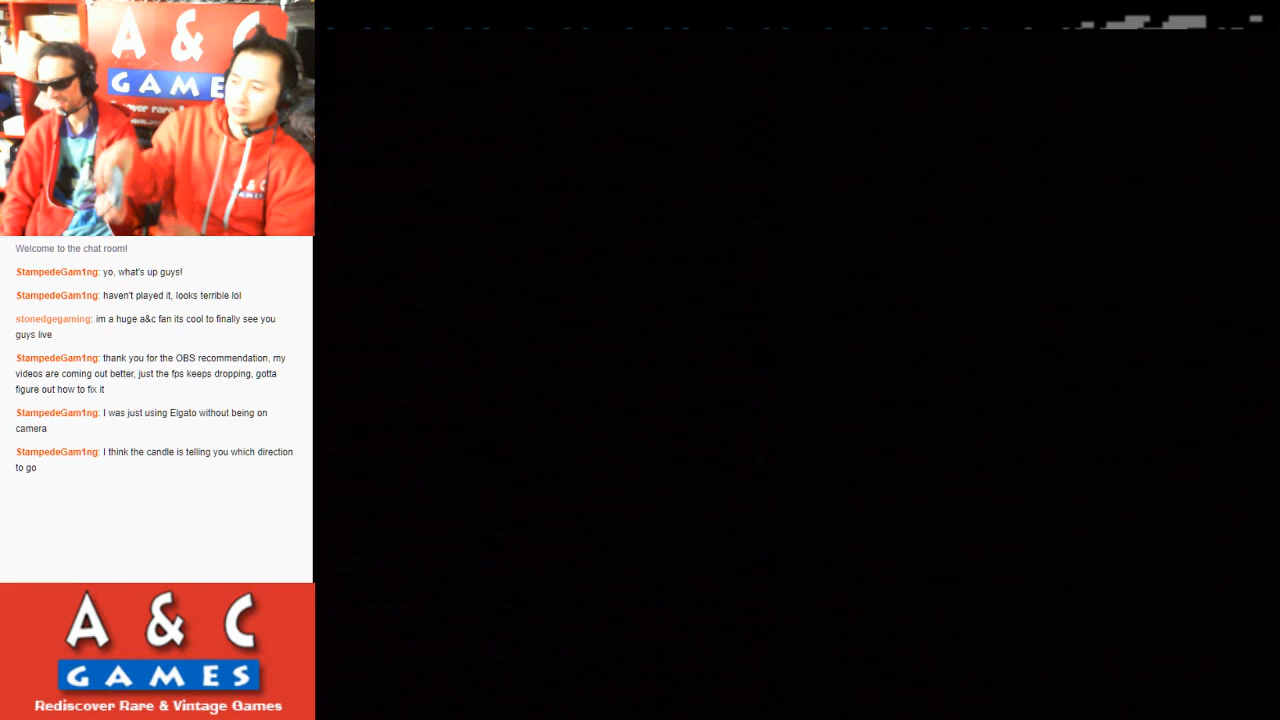 A & C
GAME
A & C
GAMES
Welcome to the chat room!
StampedeGam1ng: yo, what's up guys!
StampedeGam1ng: haven't played it, looks terrible lol
stonedgegaming: im a huge a&c fan its cool to finally see you
guys live
StampedeGam1ng: thank you for the OBS recommendation, my
videos are coming out better, just the fps keeps dropping, gotta
figure out how to fix it
StampedeGam1ng: I was just using Elgato without being on
camera
StampedeGam1ng: I think the candle is telling you which direction
to go
A & C
GAMES
Rediscover Rare & Vintage Games